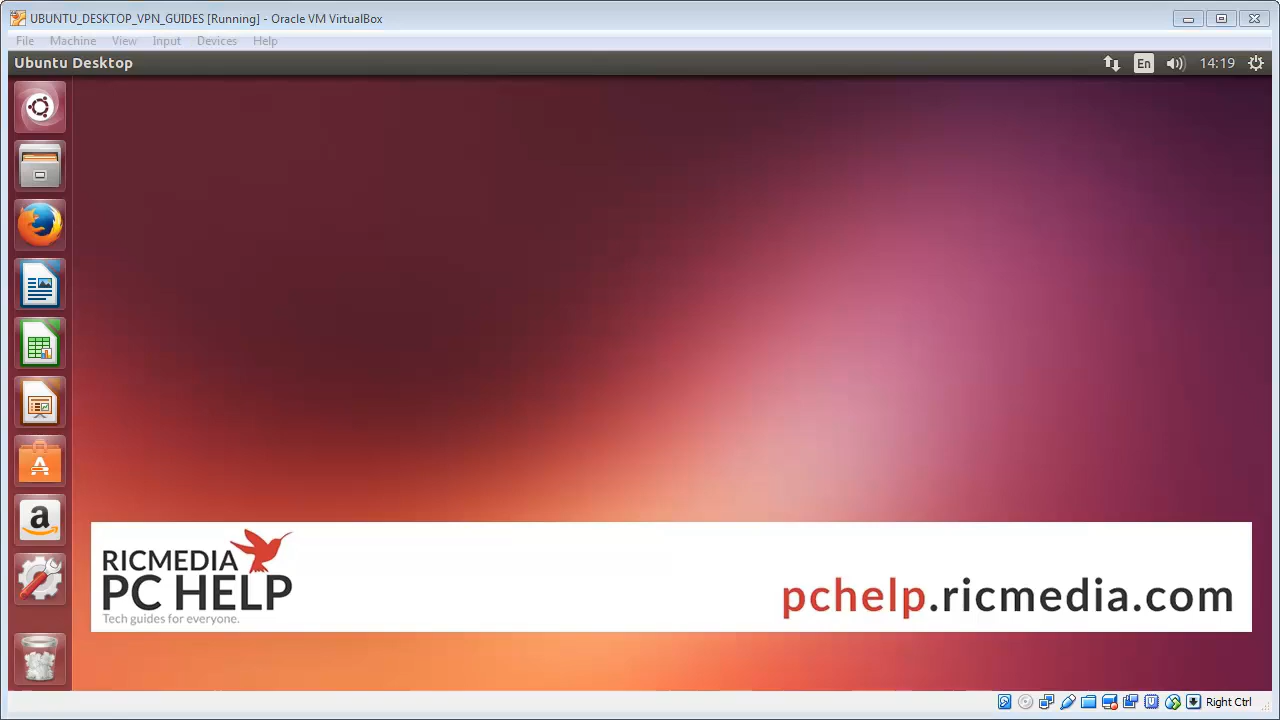 UBUNTU_DESKTOP_VPN_GUIDES [Running] - Oracle VM VirtualBox
File Machine View Input Devices Help
Ubuntu Desktop
En 14:19
a
RICMEDIA
PC HELP
Tech guides for everyone.
pchelp.ricmedia.com
Right Ctrl